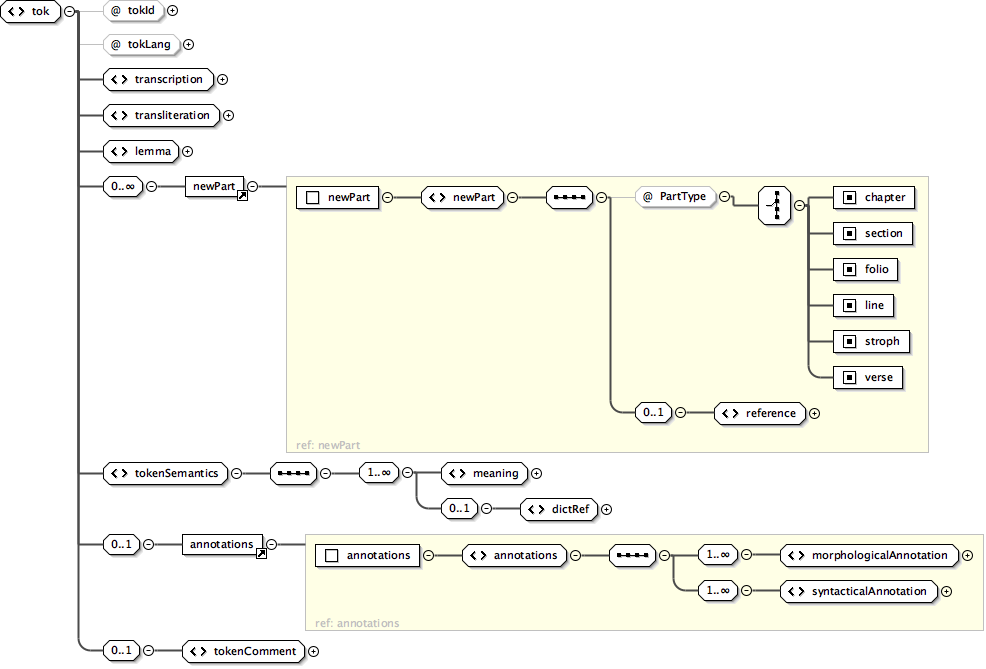 tok
@ tokId
@ tokLang
transcription
transliteration
lemma
0..∞ newPart
newPart newPart @ PartType chapter
section
folio
line
stroph
verse
0..1 reference
ref: newPart
tokenSemantics 1..∞ meaning
0..1 dictRef
0..1 annotations
annotations annotations 1..∞ morphologicalAnnotation
1..∞ syntacticalAnnotation
ref: annotations
0..1 tokenComment